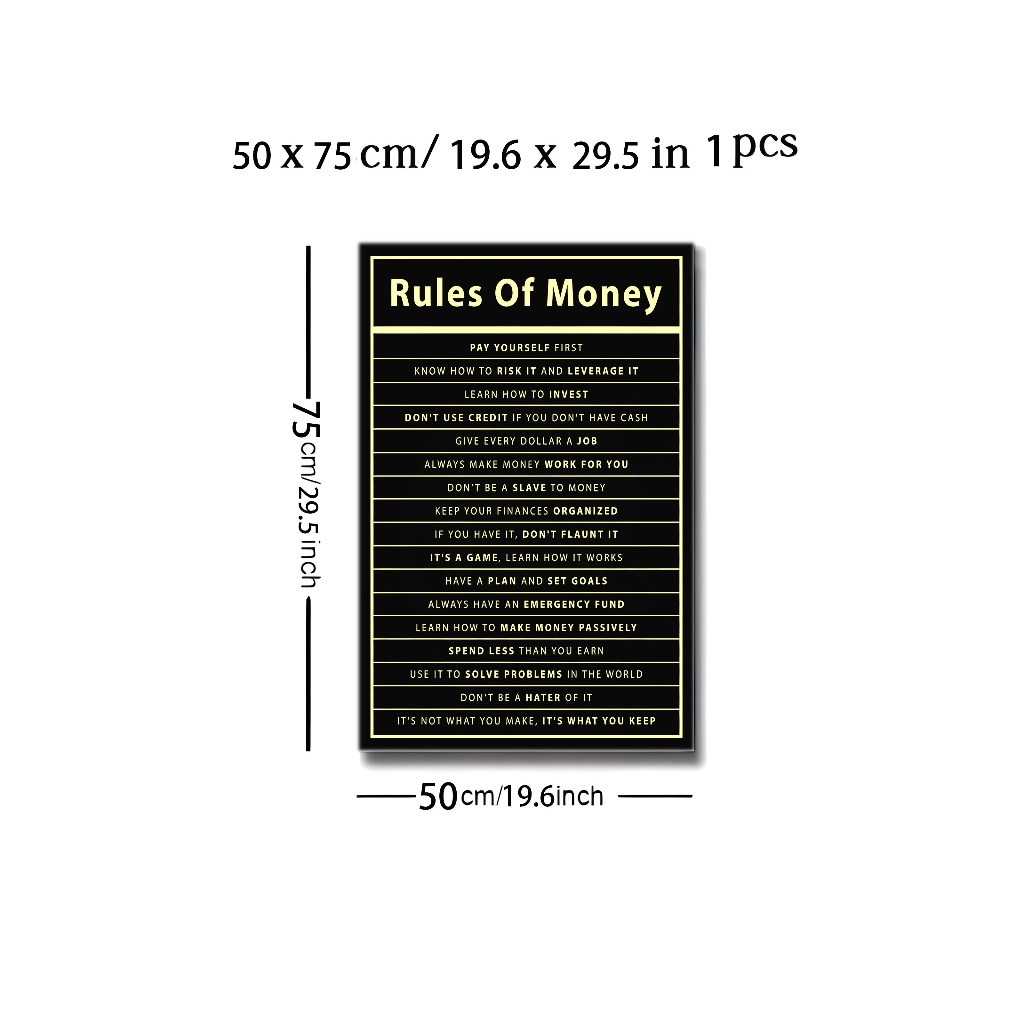 50 x 75 cm/ 19.6 x 29.5 in 1 pcs
Rules Of Money
PAY YOURSELF FIRST
KNOW HOW TO RISK IT AND LEVERAGE IT
LEARN HOW TO INVEST
DON'T USE CREDIT IF YOU DON'T HAVE CASH
GIVE EVERY DOLLAR A JOB
ALWAYS MAKE MONEY WORK FOR YOU
DON'T BE A SLAVE TO MONEY
KEEP YOUR FINANCES ORGANIZED
IF YOU HAVE IT, DON'T FLAUNT IT
IT'S A GAME, LEARN HOW IT WORKS
HAVE A PLAN AND SET GOALS
ALWAYS HAVE AN EMERGENCY FUND
LEARN HOW TO MAKE MONEY PASSIVELY
SPEND LESS THAN YOU EARN
USE IT TO SOLVE PROBLEMS IN THE WORLD
DON'T BE A HATER OF IT
IT'S NOT WHAT YOU MAKE, IT'S WHAT YOU KEEP
75cm/29.5inch
50cm/19.6inch